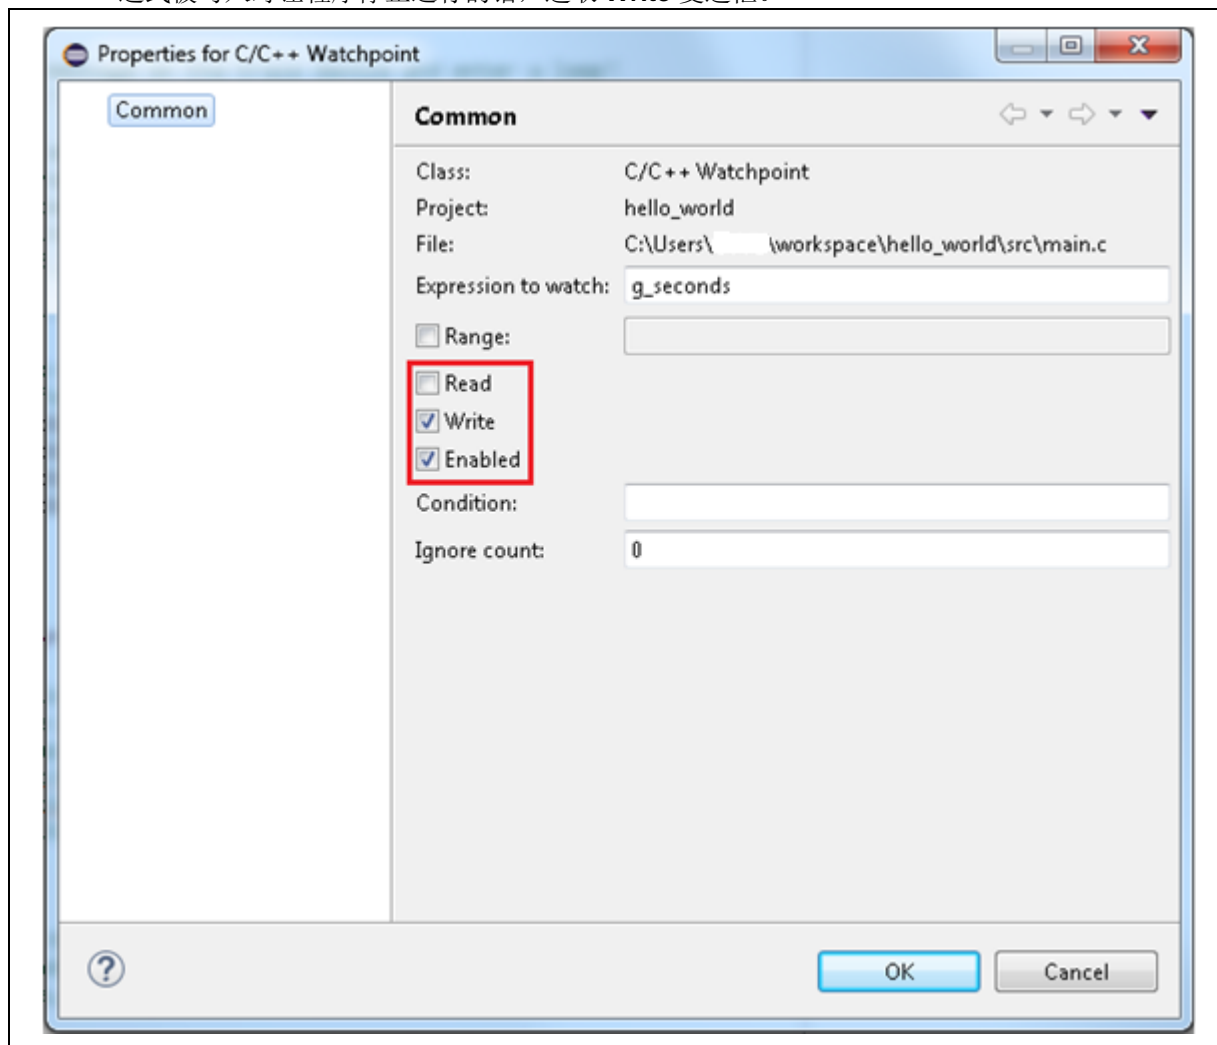 Properties for C/C++ Watchpoint
Common
Common
Class: C/C++ Watchpoint
Project: hello_world
File: C:\Users\ \workspace\hello_world\src\main.c
Expression to watch: g_seconds
Range:
Read
Write
Enabled
Condition:
Ignore count: 0
OK Cancel